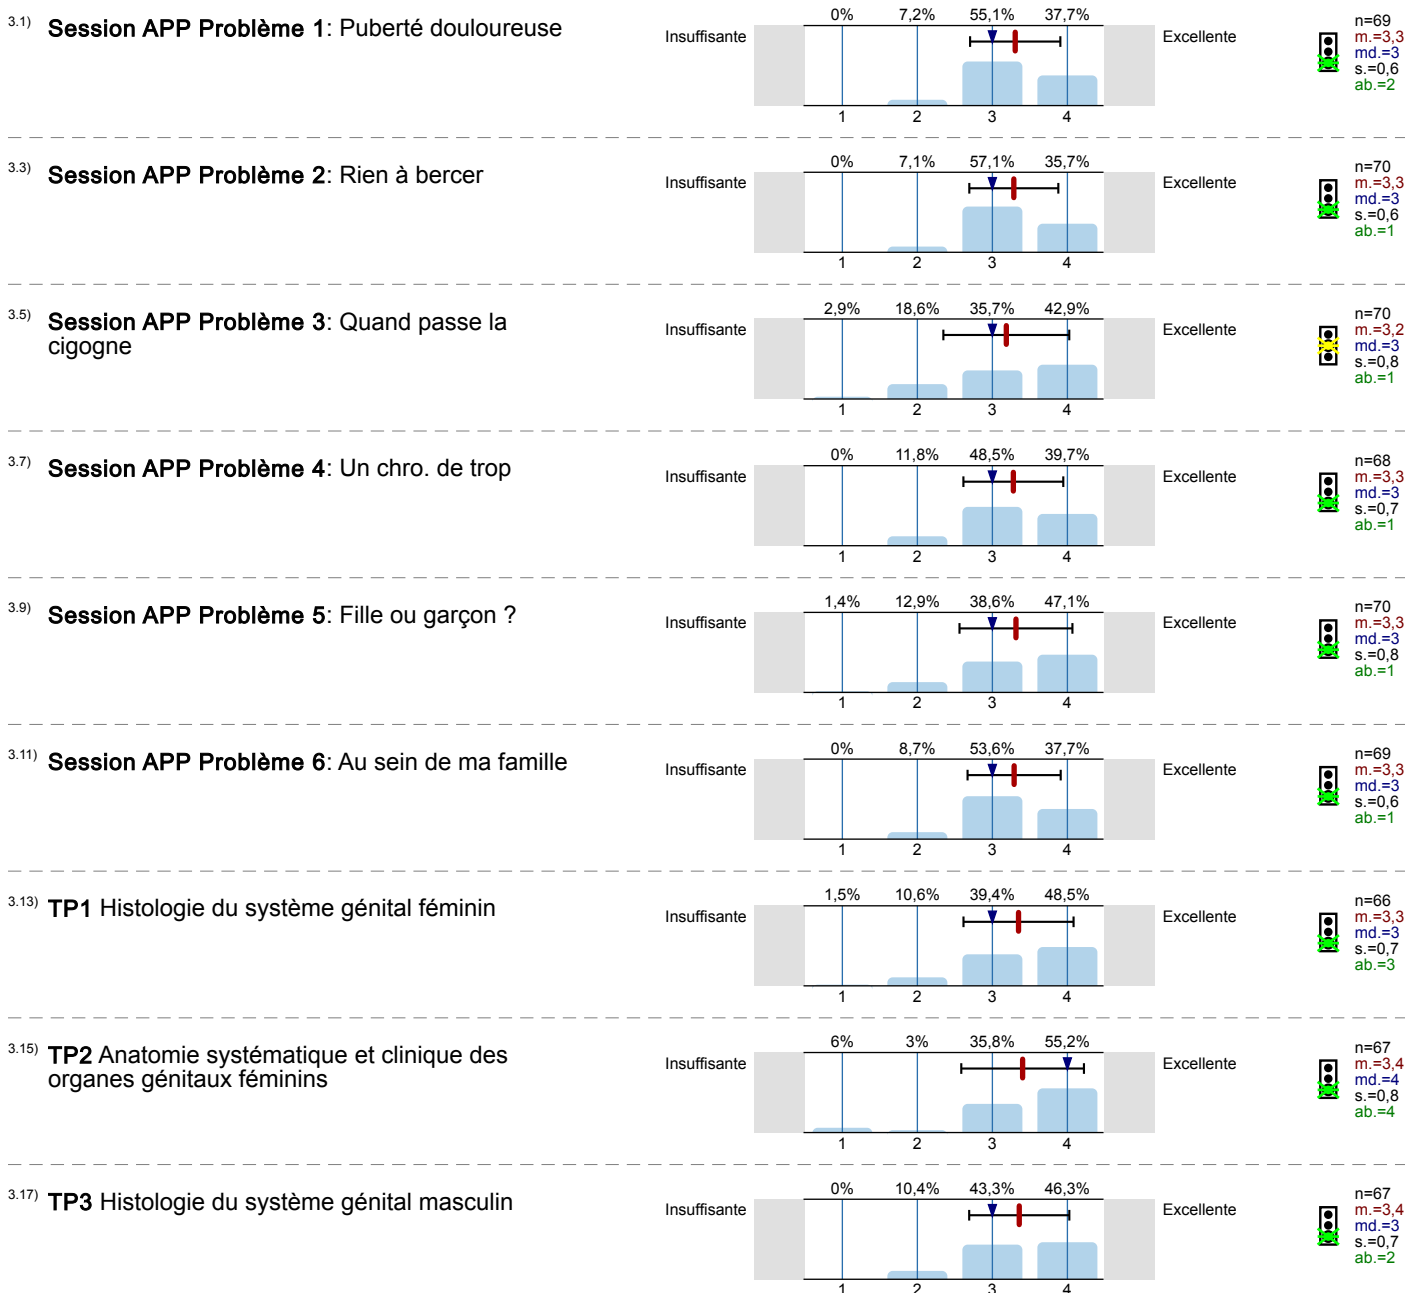 3.1) Session APP Problème 1: Puberté douloureuse
Insuffisante
0% 7,2% 55,1% 37,7%
1 2 3 4
Excellente
n=69
m.=3,3
md.=3
s.=0,6
ab.=2
3.3) Session APP Problème 2: Rien à bercer
Insuffisante
0% 7,1% 57,1% 35,7%
1 2 3 4
Excellente
n=70
m.=3,3
md.=3
s.=0,6
ab.=1
3.5) Session APP Problème 3: Quand passe la
cigogne
Insuffisante
2,9% 18,6% 35,7% 42,9%
1 2 3 4
Excellente
n=70
m.=3,2
md.=3
s.=0,8
ab.=1
3.7) Session APP Problème 4: Un chro. de trop
Insuffisante
0% 11,8% 48,5% 39,7%
1 2 3 4
Excellente
n=68
m.=3,3
md.=3
s.=0,7
ab.=1
3.9) Session APP Problème 5: Fille ou garçon ?
Insuffisante
1,4% 12,9% 38,6% 47,1%
1 2 3 4
Excellente
n=70
m.=3,3
md.=3
s.=0,8
ab.=1
3.11) Session APP Problème 6: Au sein de ma famille
Insuffisante
0% 8,7% 53,6% 37,7%
1 2 3 4
Excellente
n=69
m.=3,3
md.=3
s.=0,6
ab.=1
3.13) TP1 Histologie du système génital féminin
Insuffisante
1,5% 10,6% 39,4% 48,5%
1 2 3 4
Excellente
n=66
m.=3,3
md.=3
s.=0,7
ab.=3
3.15) TP2 Anatomie systématique et clinique des
organes génitaux féminins
Insuffisante
6% 3% 35,8% 55,2%
1 2 3 4
Excellente
n=67
m.=3,4
md.=4
s.=0,8
ab.=4
3.17) TP3 Histologie du système génital masculin
Insuffisante
0% 10,4% 43,3% 46,3%
1 2 3 4
Excellente
n=67
m.=3,4
md.=3
s.=0,7
ab.=2